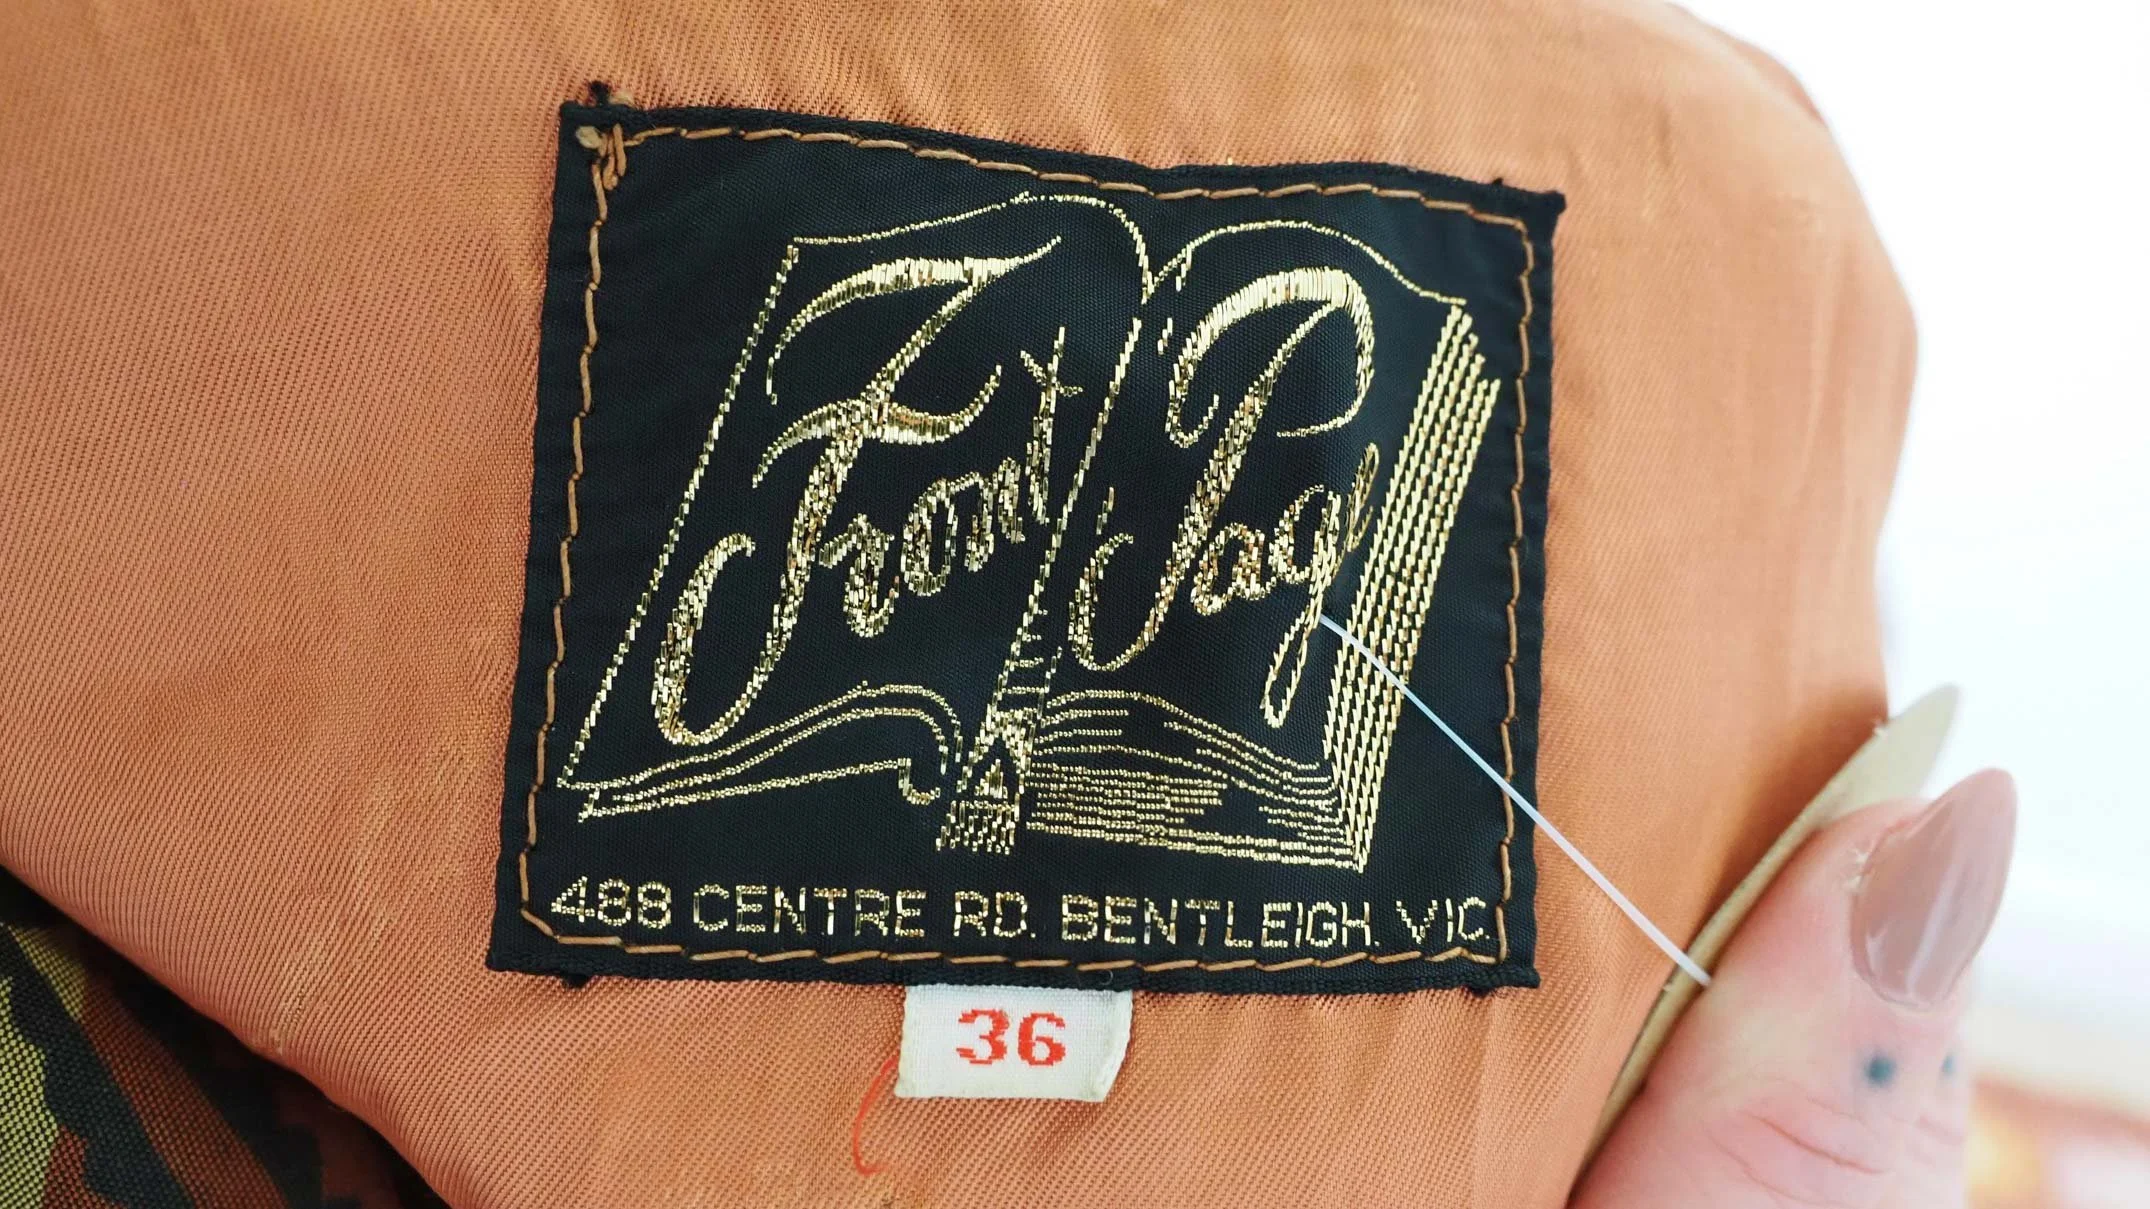 Front Page
488 CENTRE RD. BENTLEIGH. VIC.
36